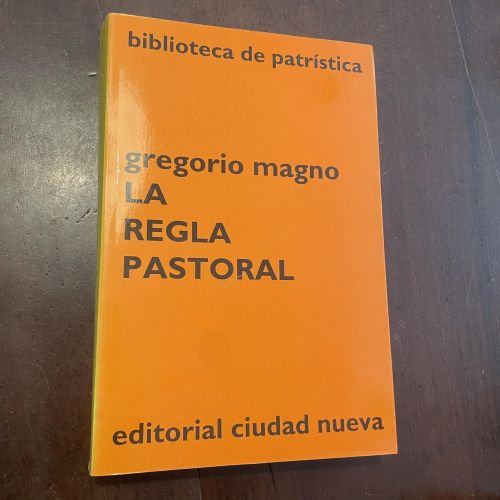 biblioteca de patrística
gregorio magno
LA
REGLA
PASTORAL
editorial ciudad nueva